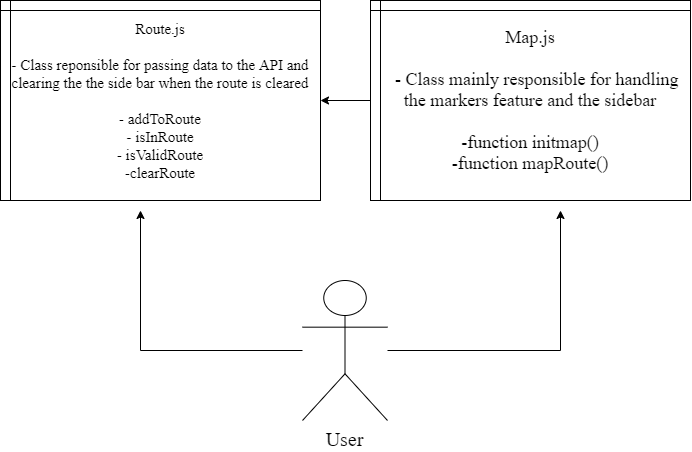 Route.js
- Class reponsible for passing data to the API and
clearing the the side bar when the route is cleared
- addToRoute
- isInRoute
- isValidRoute
-clearRoute
Map.js
- Class mainly responsible for handling
the markers feature and the sidebar
-function initmap()
-function mapRoute()
User